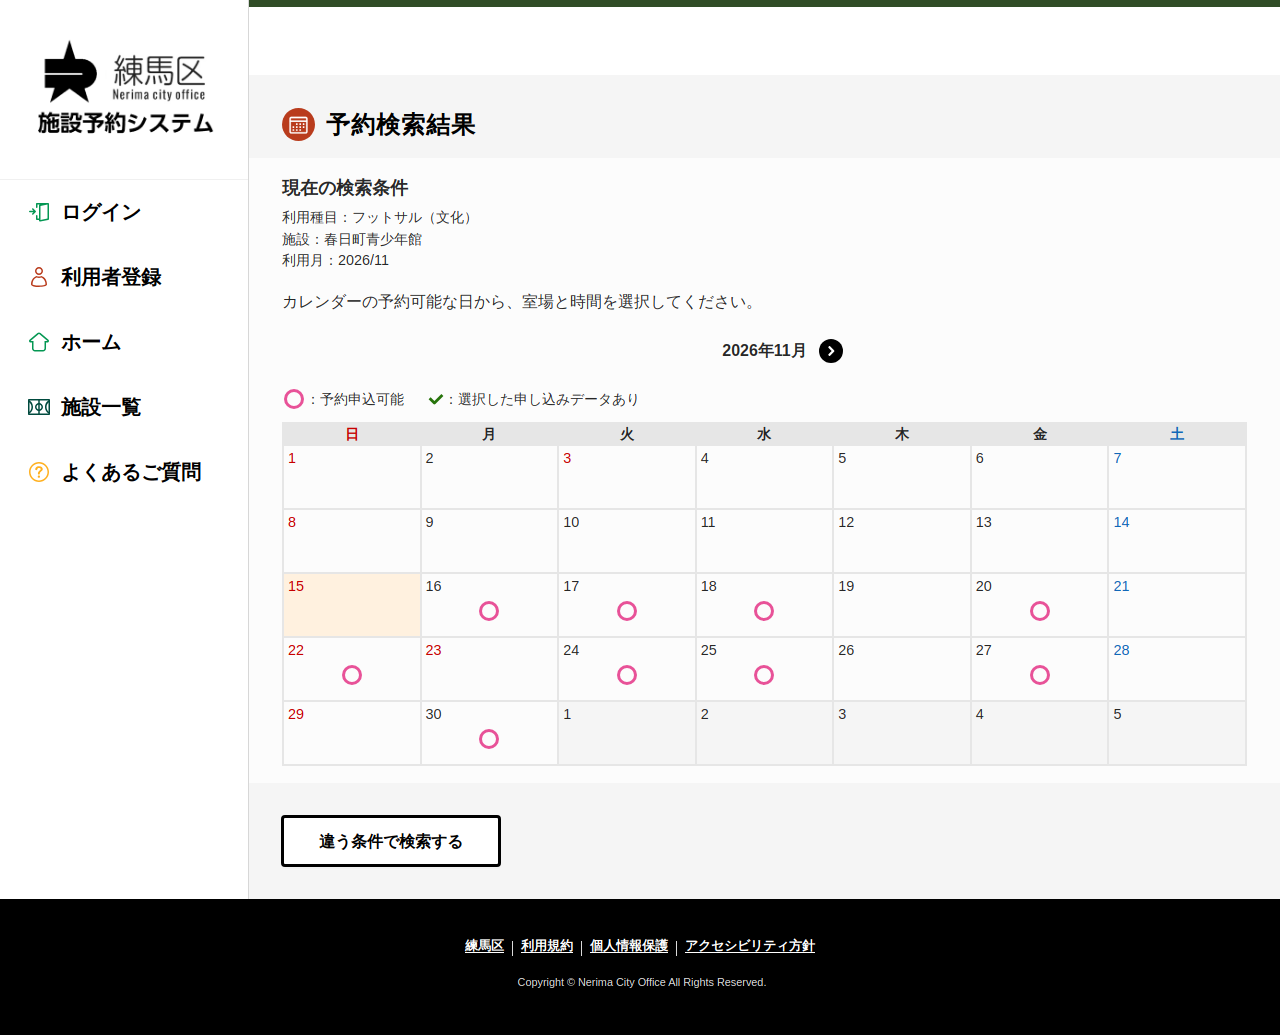 練馬区
Nerima city office
施設予約システム
ログイン
利用者登録
ホーム
施設一覧
よくあるご質問
予約検索結果
現在の検索条件
利用種目：フットサル（文化）
施設：春日町青少年館
利用月：2026/11
カレンダーの予約可能な日から、室場と時間を選択してください。
2026年11月
：予約申込可能 ：選択した申し込みデータあり
日 月 火 水 木 金 土
1 2 3 4 5 6 7
8 9 10 11 12 13 14
15 16 17 18 19 20 21
22 23 24 25 26 27 28
29 30 1 2 3 4 5
違う条件で検索する
練馬区 利用規約 個人情報保護 アクセシビリティ方針
Copyright © Nerima City Office All Rights Reserved.